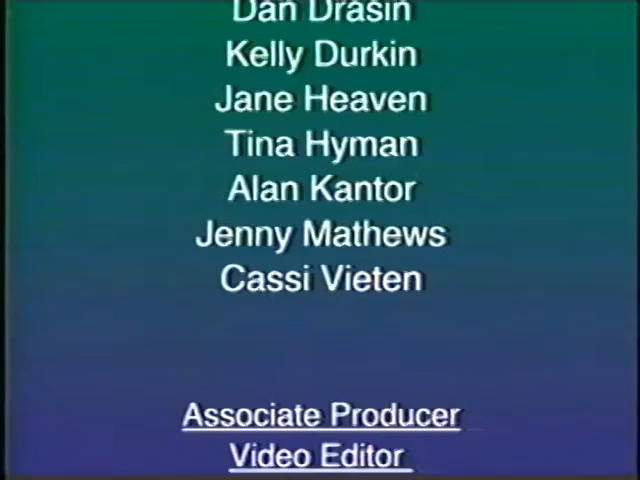 Dan Drasin
Kelly Durkin
Jane Heaven
Tina Hyman
Alan Kantor
Jenny Mathews
Cassi Vieten
Associate Producer
Video Editor